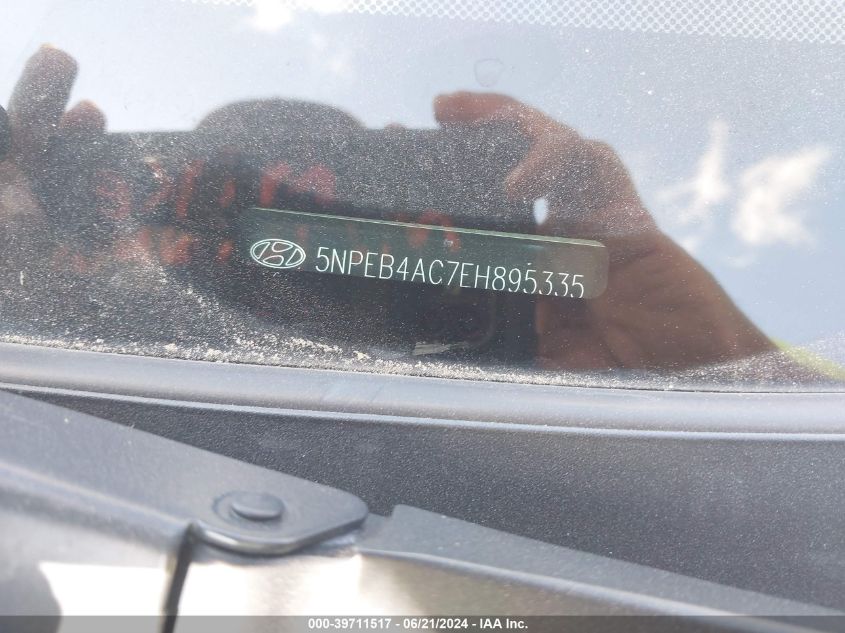 5NPEB4AC7EH895335
000-39711517 - 06/21/2024 - IAA Inc.